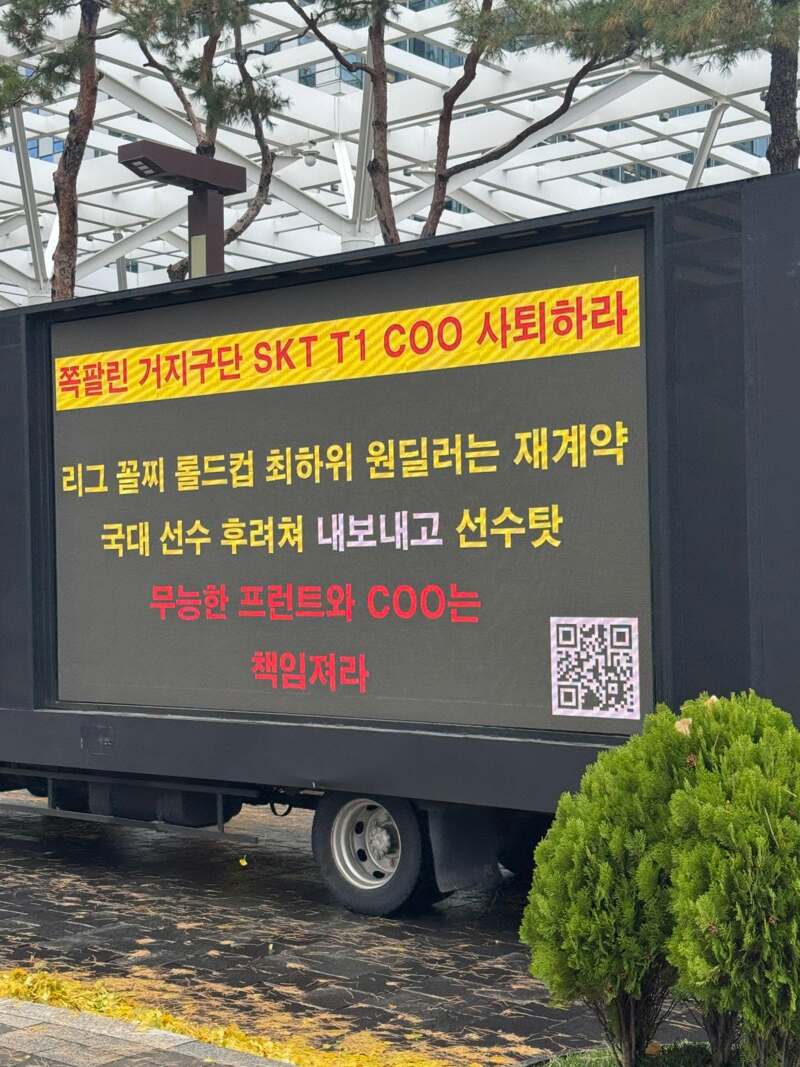 쪽팔린 거지구단 SKT T1 COO 사퇴하라
리그 꼴찌 롤드컵 최하위 원딜러는 재계약
국대 선수 후려쳐 내보내고 선수탓
무능한 프런트와 COO는
책임져라